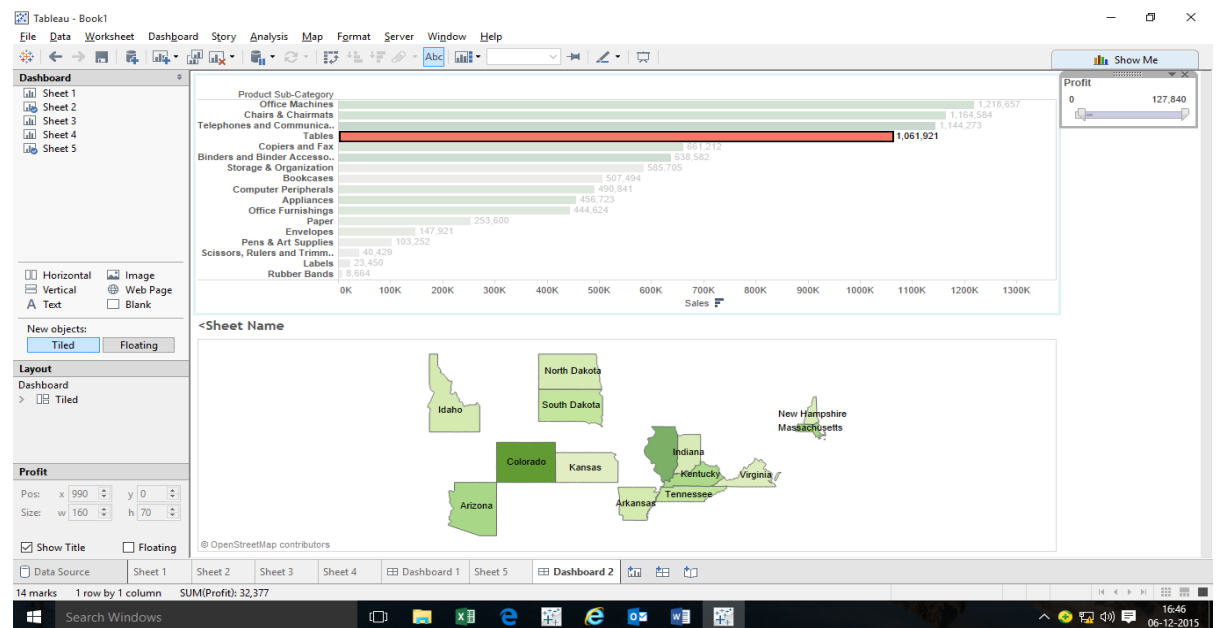 Tableau - Book1
File Data Worksheet Dashboard Story Analysis Map Format Server Window Help
Abc
Show Me
Dashboard
Sheet 1
Sheet 2
Sheet 3
Sheet 4
Sheet 5
Horizontal Image
Vertical Web Page
A Text Blank
New objects:
Tiled Floating
Layout
Dashboard
Tiled
Profit
Pos: x 990 y 0
Size: w 160 h 70
Show Title Floating
Product Sub-Category
Office Machines 1,218,657
Chairs & Chairmats 1,164,584
Telephones and Communica.. 1,144,273
Tables 1,061,921
Copiers and Fax 661,212
Binders and Binder Accesso.. 638,582
Storage & Organization 585,705
Bookcases 507,494
Computer Peripherals 490,841
Appliances 456,723
Office Furnishings 444,624
Paper 253,600
Envelopes 147,921
Pens & Art Supplies 103,252
Scissors, Rulers and Trimm.. 40,429
Labels 23,450
Rubber Bands 8,664
0K 100K 200K 300K 400K 500K 600K 700K 800K 900K 1000K 1100K 1200K 1300K
Sales
Profit
0 127,840
<Sheet Name
North Dakota
Idaho
South Dakota
New Hampshire
Massachusetts
Indiana
Colorado
Kansas
Kentucky
Virginia
Tennessee
Arkansas
Arizona
© OpenStreetMap contributors
Data Source Sheet 1 Sheet 2 Sheet 3 Sheet 4 Dashboard 1 Sheet 5 Dashboard 2
14 marks 1 row by 1 column SUM(Profit): 32,377
Search Windows
16:46
06-12-2015